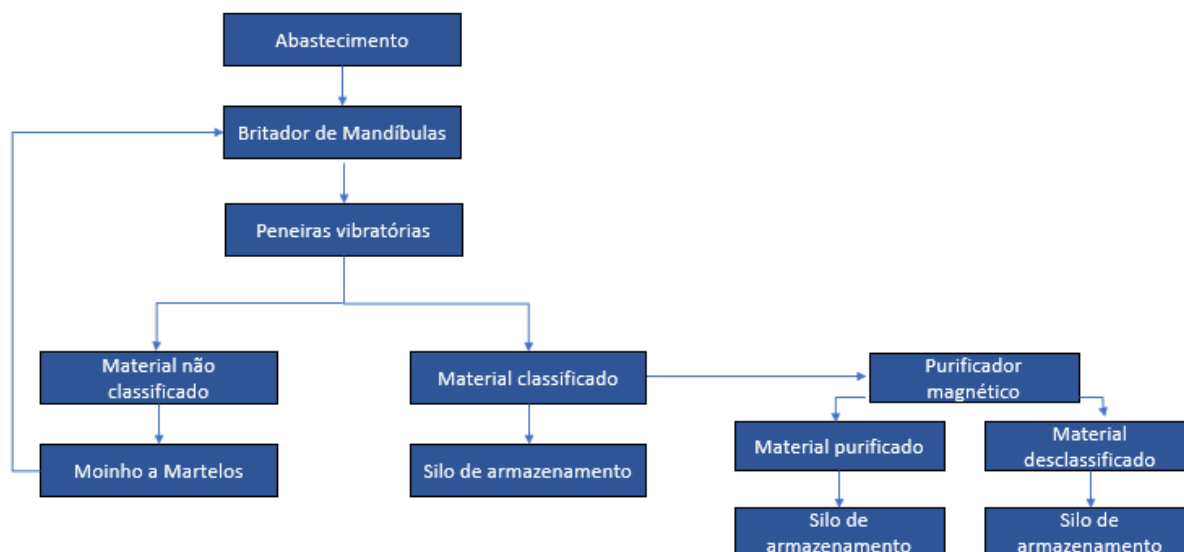 Abastecimento
Britador de Mandíbulas
Peneiras vibratórias
Material não
classificado
Material classificado
Purificador
magnético
Moinho a Martelos
Silo de armazenamento
Material purificado
Material
desclassificado
Silo de
armazenamento
Silo de
armazenamento